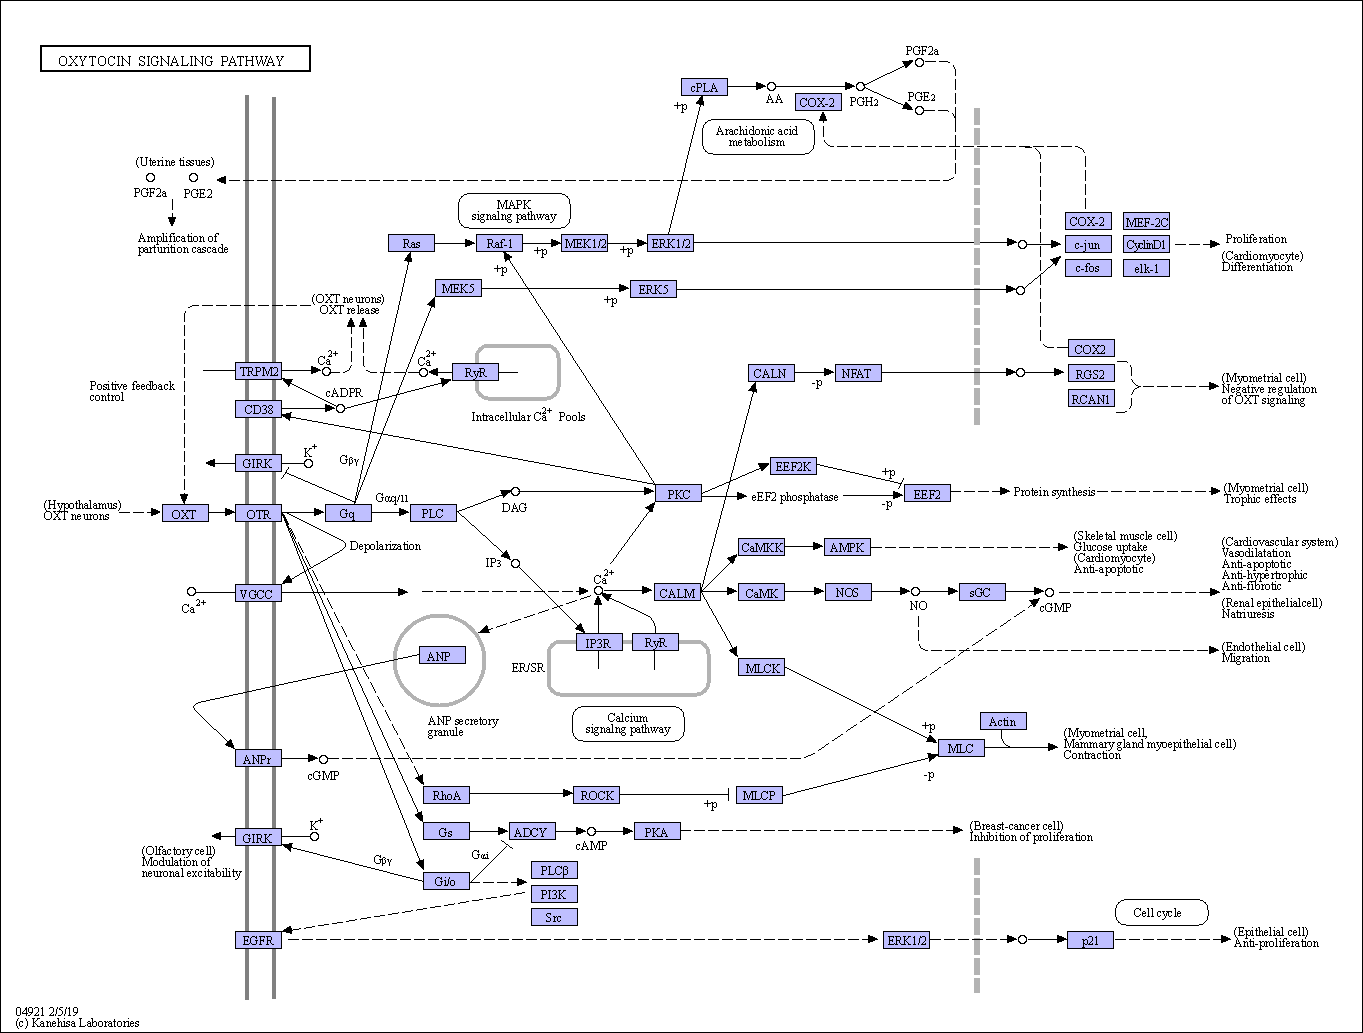 OXYTOCIN SIGNALING PATHWAY
PGF2a
cPLA
+p
AA
COX-2
PGH2
PGE2
Arachidonic acid
metabolism
(Uterine tissues)
PGF2a
PGE2
Amplification of
parturition cascade
MAPK
signalng pathway
Ras
Raf-1
+p
MEK1/2
+p
ERK1/2
+p
COX-2
MEF-2C
c-jun
CyclinD1
c-fos
elk-1
Proliferation
(Cardiomyocyte)
Differentiation
MEK5
+p
ERK5
(OXT neurons)
OXT release
TRPM2
Ca2+
Ca2+
RyR
cADPR
CD38
Intracellular Ca2+ Pools
Positive feedback
control
CALN
-p
NFAT
COX2
RGS2
RCAN1
(Myometrial cell)
Negative regulation
of OXT signaling
GIRK
K+
Gβγ
Gαq/11
EEF2K
+p
PKC
eEF2 phosphatase
-p
EEF2
Protein synthesis
(Myometrial cell)
Trophic effects
(Hypothalamus)
OXT neurons
OXT
OTR
Gq
PLC
DAG
Depolarization
IP3
CaMKK
AMPK
(Skeletal muscle cell)
Glucose uptake
(Cardiomyocyte)
Anti-apoptotic
(Cardiovascular system)
Vasodilatation
Anti-apoptotic
Anti-hypertrophic
Anti-fibrotic
(Renal epithelialcell)
Natriuresis
Ca2+
VGCC
Ca2+
CALM
CaMK
NOS
NO
sGC
cGMP
ANP
IP3R
RyR
ER/SR
MLCK
(Endothelial cell)
Migration
ANP secretory
granule
Calcium
signalng pathway
+p
Actin
MLC
-p
(Myometrial cell,
Mammary gland myoepithelial cell)
Contraction
ANPr
cGMP
RhoA
ROCK
+p
MLCP
GIRK
K+
Gs
ADCY
cAMP
PKA
(Breast-cancer cell)
Inhibition of proliferation
(Olfactory cell)
Modulation of
neuronal excitability
Gβγ
Gαi
Gi/o
PLCβ
PI3K
Src
EGFR
ERK1/2
p21
Cell cycle
(Epithelial cell)
Anti-proliferation
04921 2/5/19
(c) Kanehisa Laboratories